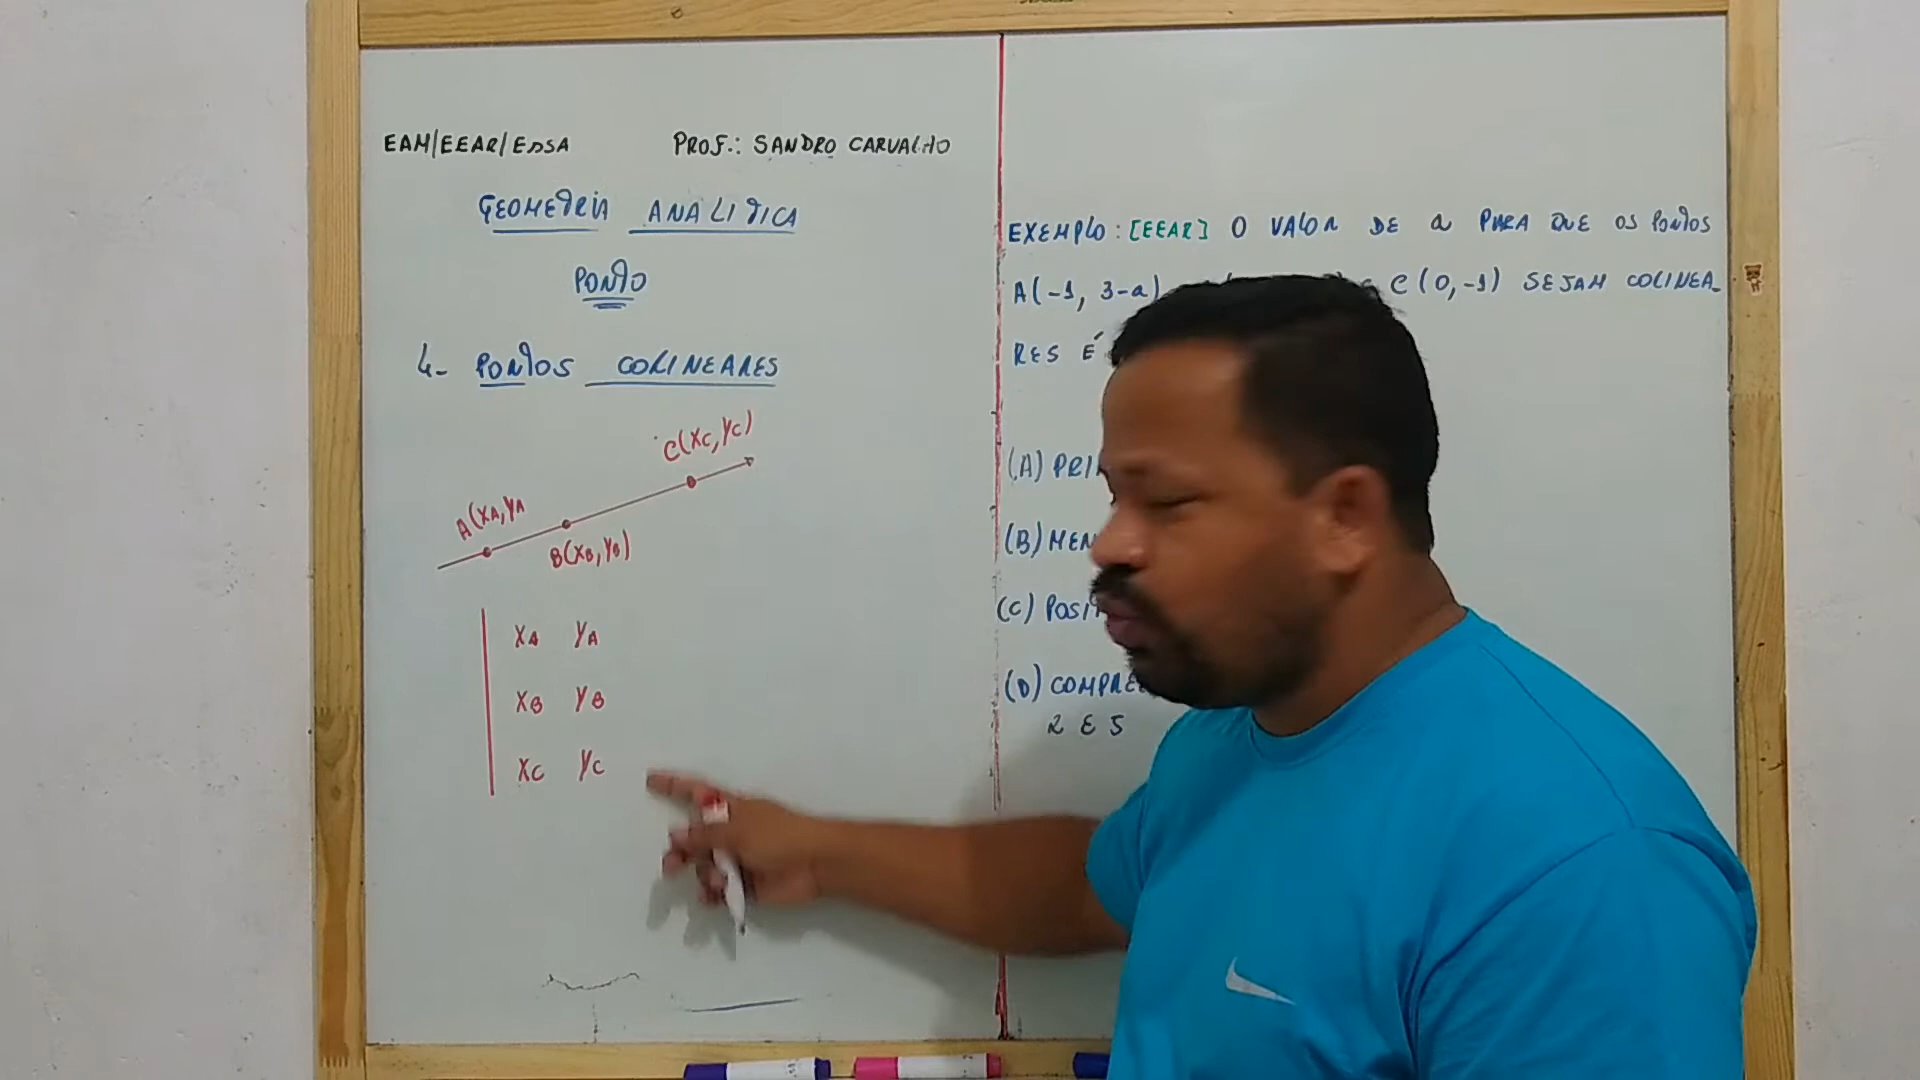 EAM/EEAR/ESSA
PROF.: SANDRO CARVALHO
GEOMETRIA ANALITICA
PONTO
4- PONTOS COLINEARES
C(XC, YC)
A(XA, YA
B(XB, YB)
XA YA
XB YB
XC YC
EXEMPLO: [EEAR] O VALOR DE a PARA QUE OS PONTOS
A(-1, 3-a) C(0,-1) SEJAM COLINEA-
RES É
(A) PRI
(B) MEN
(C) POSI
(D) COMPRE
2 E 5